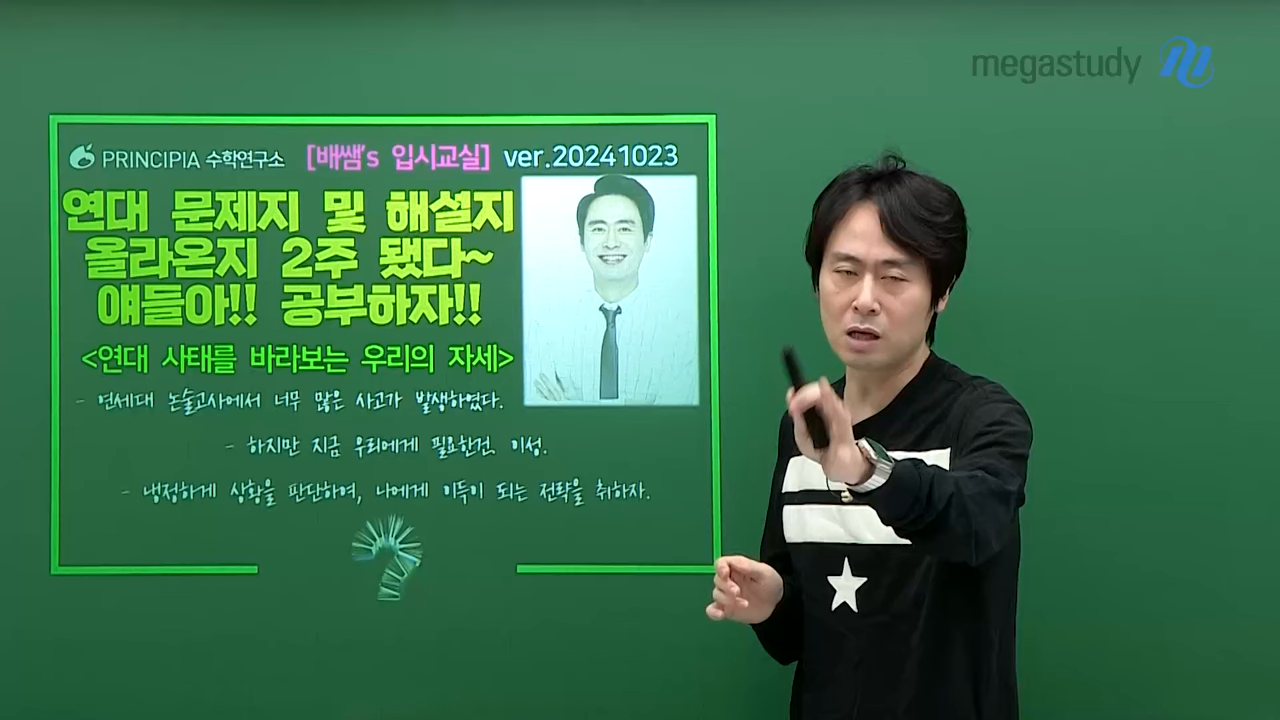 megastudy
PRINCIPIA 수학연구소 [배쌤's 입시교실] ver.20241023
연대 문제지 및 해설지
올라온지 2주 됐다~
얘들아!! 공부하자!!
<연대 사태를 바라보는 우리의 자세>
- 연세대 논술고사에서 너무 많은 사고가 발생하였다.
- 하지만 지금 우리에게 필요한건, 이성.
- 냉정하게 상황을 판단하여, 나에게 이득이 되는 전략을 취하자.